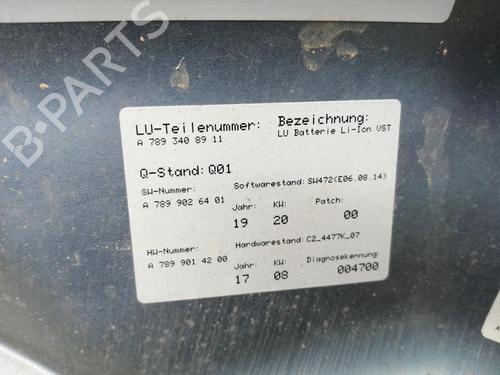 LU-Teilenummer: Bezeichnung:
A 789 340 89 11 LU Batterie Li-Ion UST
Q-Stand: Q01
SW-Nummer: Softwarestand: SW472(E06.08.14)
A 789 902 64 01 Jahr: KW: Patch:
19 20 00
HW-Nummer: Hardwarestand: C2_4477K_07
A 789 901 42 00 Jahr: KW: Diagnosekennung:
17 08 004700
B-PARTS